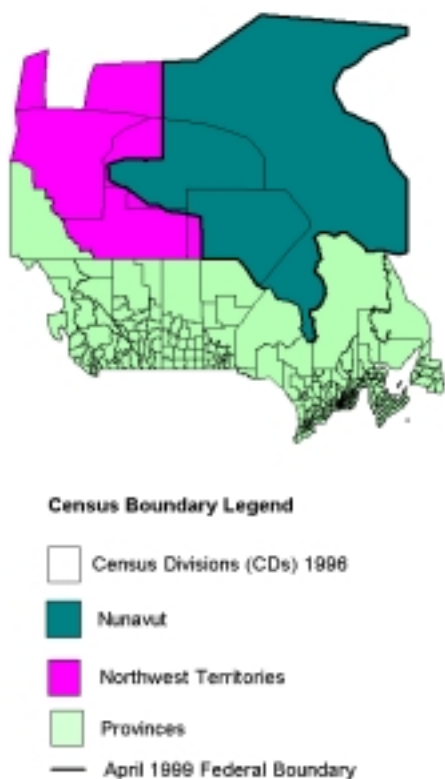 Census Boundary Legend
Census Divisions (CDs) 1996
Nunavut
Northwest Territories
Provinces
April 1999 Federal Boundary